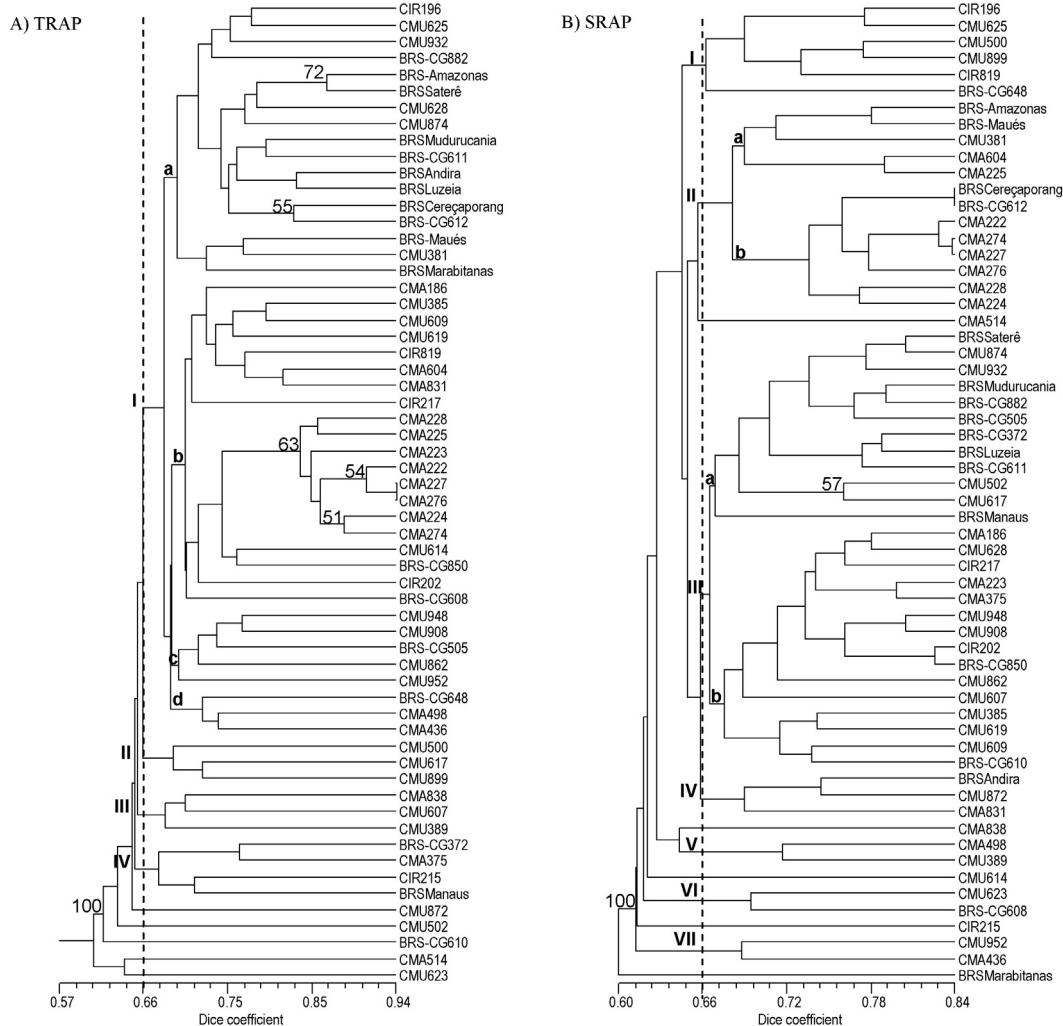 A) TRAP
CIR196
CMU625
CMU932
BRS-CG882
72
BRS-Amazonas
BRSSaterê
CMU628
CMU874
BRSMudurucania
BRS-CG611
a
BRSAndira
BRSLuzeia
55
BRSCereçaporang
BRS-CG612
BRS-Maués
CMU381
BRSMarabitanas
CMA186
CMU385
CMU609
CMU619
CIR819
CMA604
CMA831
I
CIR217
CMA228
CMA225
63
CMA223
b
54
CMA222
CMA227
CMA276
51
CMA224
CMA274
CMU614
BRS-CG850
CIR202
BRS-CG608
CMU948
CMU908
BRS-CG505
c
CMU862
CMU952
d
BRS-CG648
CMA498
CMA436
II
CMU500
CMU617
CMU899
III
CMA838
CMU607
CMU389
IV
BRS-CG372
CMA375
CIR215
BRSManaus
100
CMU872
CMU502
BRS-CG610
CMA514
CMU623
0.57 0.66 0.75 0.85 0.94
Dice coefficient
B) SRAP
CIR196
CMU625
CMU500
I
CMU899
CIR819
BRS-CG648
BRS-Amazonas
BRS-Maués
a
CMU381
CMA604
CMA225
II
BRSCereçaporang
BRS-CG612
CMA222
CMA274
b
CMA227
CMA276
CMA228
CMA224
CMA514
BRSSaterê
CMU874
CMU932
BRSMudurucania
BRS-CG882
BRS-CG505
BRS-CG372
BRSLuzeia
BRS-CG611
a
57
CMU502
CMU617
BRSManaus
CMA186
CMU628
CIR217
III
CMA223
CMA375
CMU948
CMU908
CIR202
BRS-CG850
CMU862
b
CMU607
CMU385
CMU619
CMU609
BRS-CG610
BRSAndira
IV
CMU872
CMA831
CMA838
V
CMA498
CMU389
CMU614
VI
CMU623
100
BRS-CG608
CIR215
VII
CMU952
CMA436
BRSMarabitanas
0.60 0.66 0.72 0.78 0.84
Dice coefficient